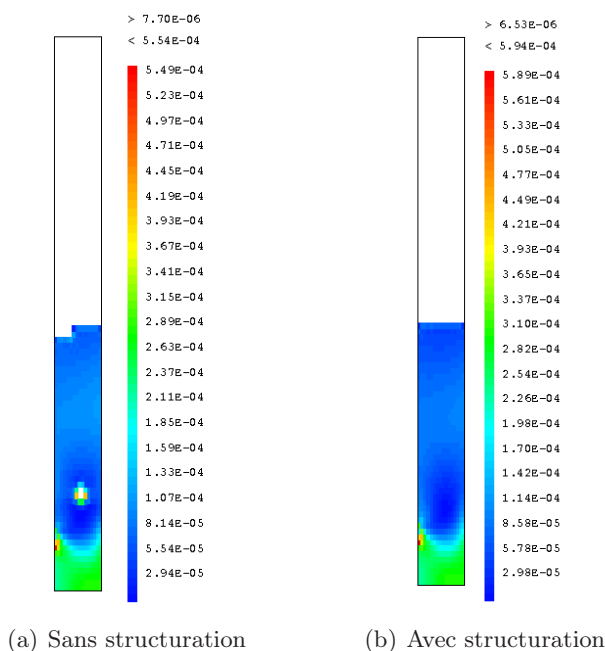 > 7.70E-06
< 5.54E-04
5.49E-04
5.23E-04
4.97E-04
4.71E-04
4.45E-04
4.19E-04
3.93E-04
3.67E-04
3.41E-04
3.15E-04
2.89E-04
2.63E-04
2.37E-04
2.11E-04
1.85E-04
1.59E-04
1.33E-04
1.07E-04
8.14E-05
5.54E-05
2.94E-05
(a) Sans structuration
> 6.53E-06
< 5.94E-04
5.89E-04
5.61E-04
5.33E-04
5.05E-04
4.77E-04
4.49E-04
4.21E-04
3.93E-04
3.65E-04
3.37E-04
3.10E-04
2.82E-04
2.54E-04
2.26E-04
1.98E-04
1.70E-04
1.42E-04
1.14E-04
8.58E-05
5.78E-05
2.98E-05
(b) Avec structuration